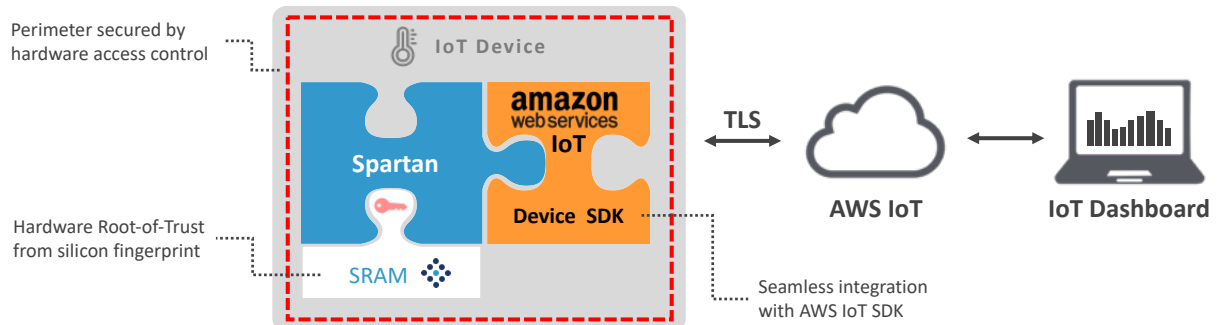 Perimeter secured by
hardware access control
IoT Device
amazon
webservices
IoT
Spartan
Device SDK
SRAM
Hardware Root-of-Trust
from silicon fingerprint
TLS
AWS IoT
IoT Dashboard
Seamless integration
with AWS IoT SDK